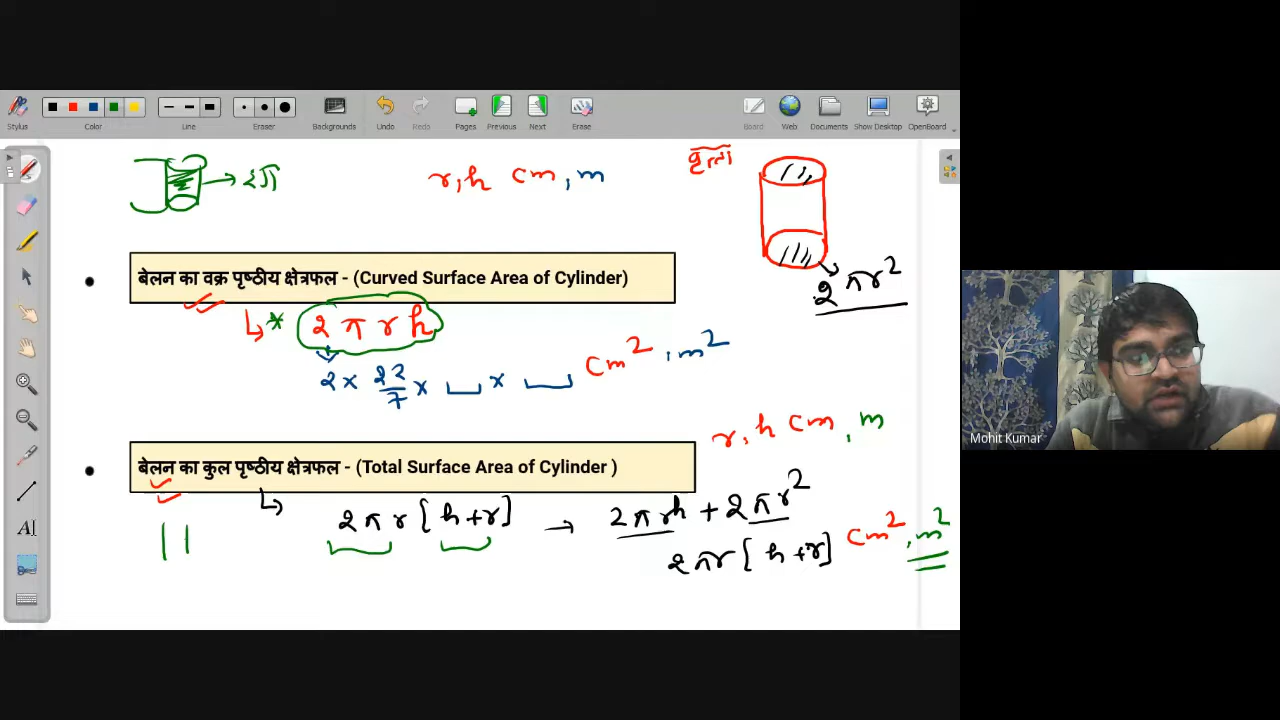 Stylus Color Line Eraser Backgrounds Undo Redo Pages Previous Next Erase Board Web Documents Show Desktop OpenBoard
r, h cm, m
2πr²
• बेलन का वक्र पृष्ठीय क्षेत्रफल - (Curved Surface Area of Cylinder)
* 2 π r h
2 × 22/7 × × cm², m²
r, h cm, m
• बेलन का कुल पृष्ठीय क्षेत्रफल - (Total Surface Area of Cylinder )
2πr [h+r] → 2πrh + 2πr²
2πr [h+r] cm², m²
Mohit Kumar